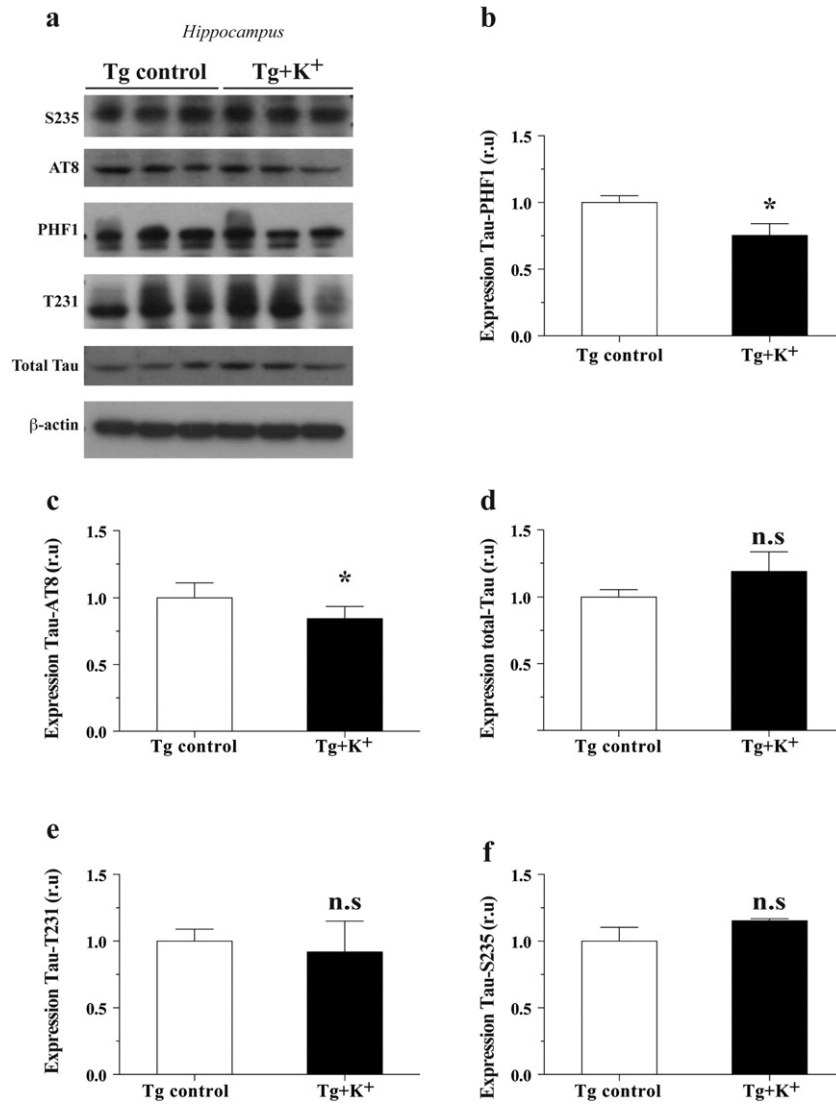 a
Hippocampus
Tg control Tg+K+
S235
AT8
PHF1
T231
Total Tau
β-actin
b
Expression Tau-PHF1 (r.u)
1.5
1.0
0.5
0.0
*
Tg control Tg+K+
c
Expression Tau-AT8 (r.u)
1.5
1.0
0.5
0.0
*
Tg control Tg+K+
d
Expression total-Tau (r.u)
1.5
1.0
0.5
n.s
Tg control Tg+K+
e
Expression Tau-T231 (r.u)
1.5
1.0
0.5
0.0
n.s
Tg control Tg+K+
f
Expression Tau-S235 (r.u)
1.5
1.0
0.5
0.0
n.s
Tg control Tg+K+